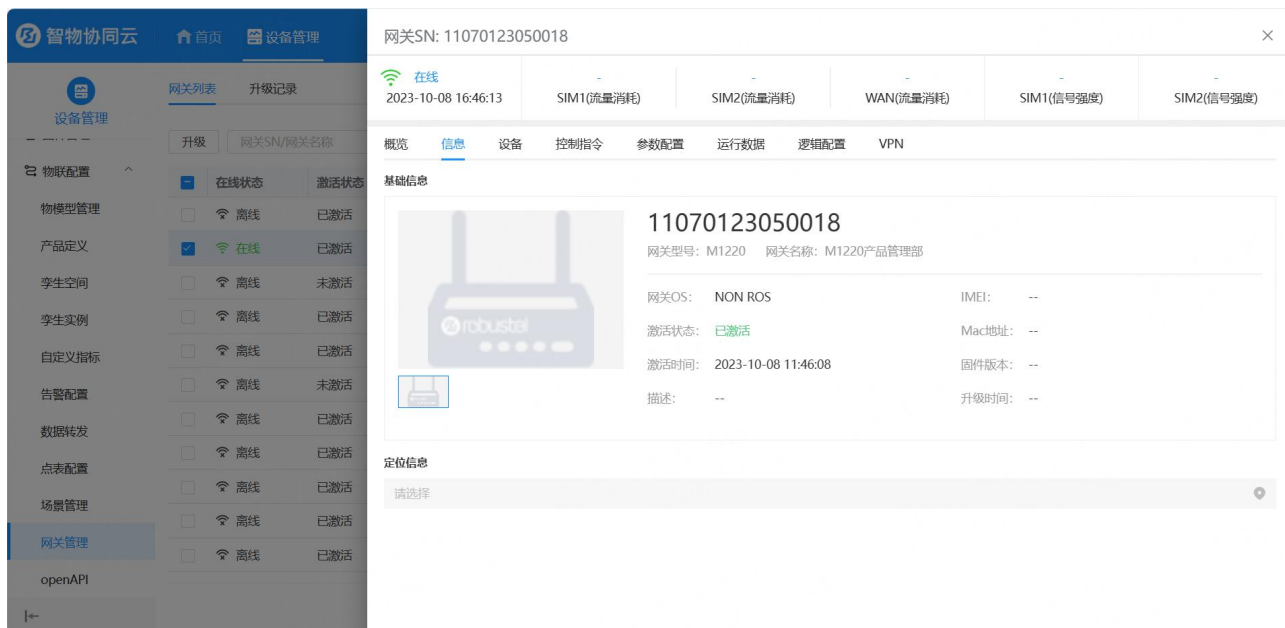 智物协同云
首页
设备管理
设备管理
物联配置
物模型管理
产品定义
孪生空间
孪生实例
自定义指标
告警配置
数据转发
点表配置
场景管理
网关管理
openAPI
网关列表 升级记录
升级 网关SN/网关名称
在线状态 激活状态
离线 已激活
在线 已激活
离线 未激活
离线 已激活
离线 已激活
离线 未激活
离线 已激活
离线 已激活
离线 已激活
离线 已激活
离线 已激活
网关SN: 11070123050018
在线
2023-10-08 16:46:13
-
SIM1(流量消耗)
-
SIM2(流量消耗)
-
WAN(流量消耗)
-
SIM1(信号强度)
-
SIM2(信号强度)
概览 信息 设备 控制指令 参数配置 运行数据 逻辑配置 VPN
基础信息
robustel
11070123050018
网关型号: M1220 网关名称: M1220产品管理部
网关OS: NON ROS IMEI: --
激活状态: 已激活 Mac地址: --
激活时间: 2023-10-08 11:46:08 固件版本: --
描述: -- 升级时间: --
定位信息
请选择